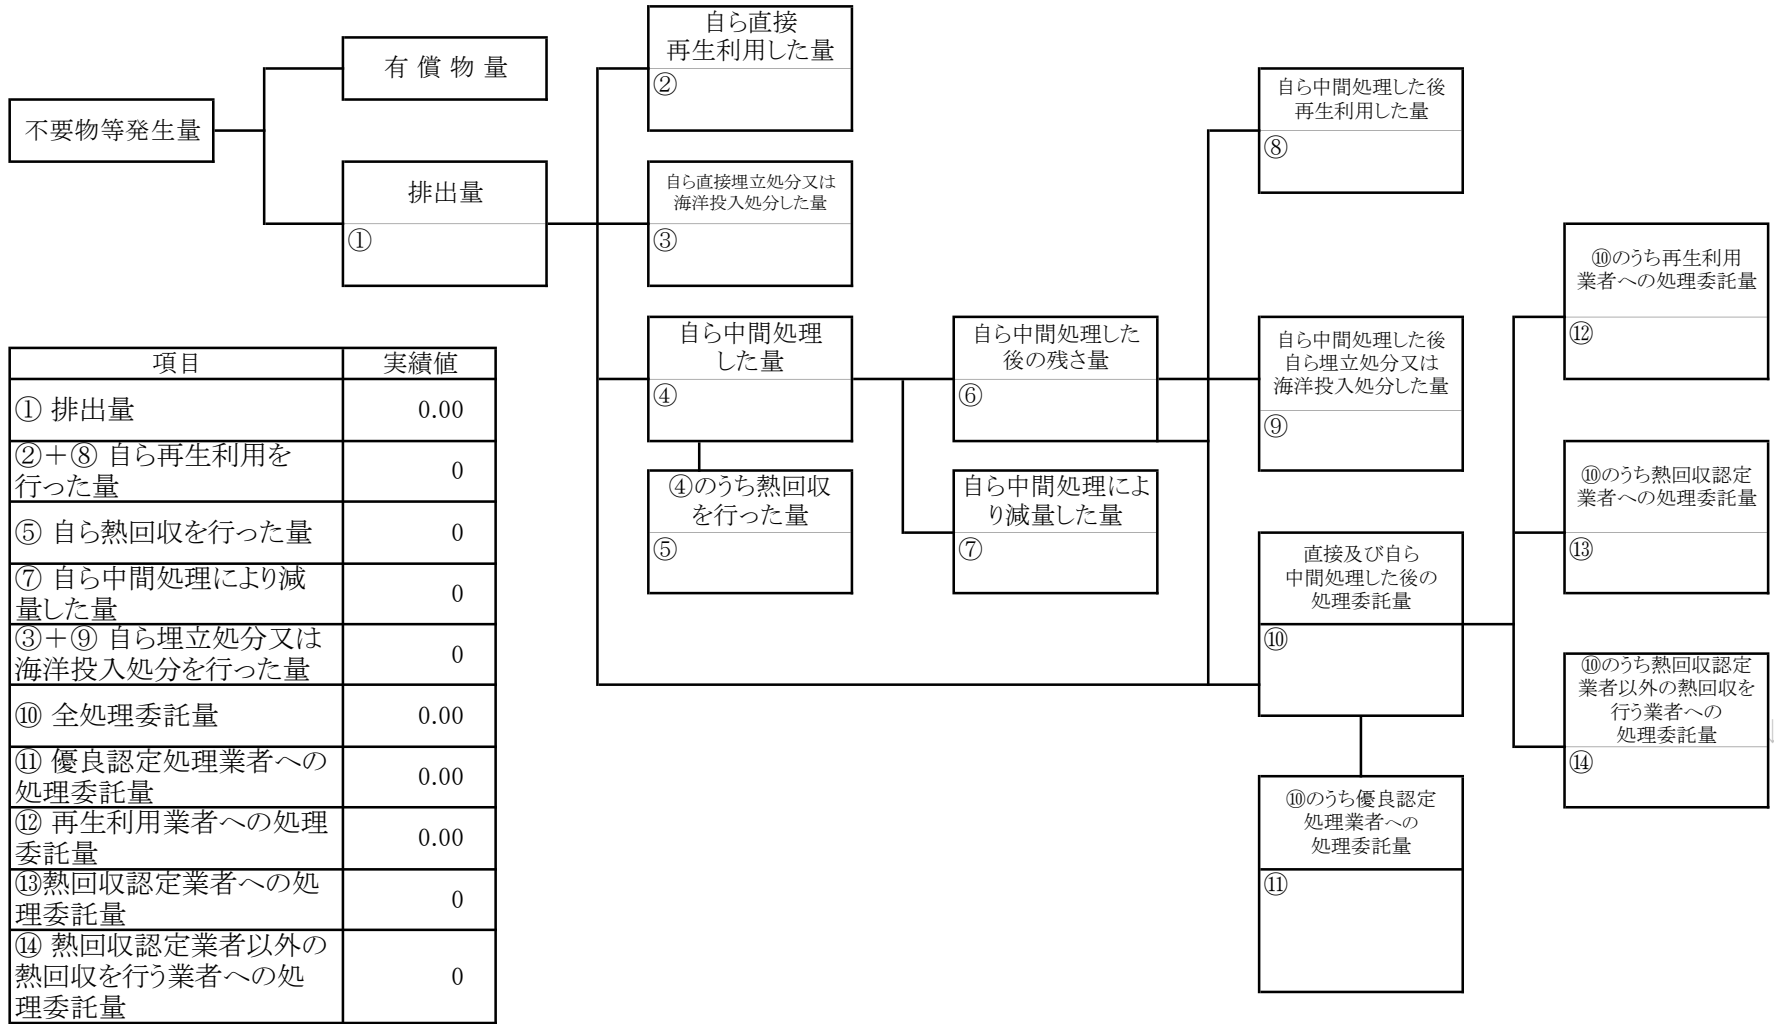 不要物等発生量
有 償 物 量
排出量
①
自ら直接
再生利用した量
②
自ら直接埋立処分又は
海洋投入処分した量
③
自ら中間処理
した量
④
④のうち熱回収
を行った量
⑤
自ら中間処理した
後の残さ量
⑥
自ら中間処理によ
り減量した量
⑦
自ら中間処理した後
再生利用した量
⑧
自ら中間処理した後
自ら埋立処分又は
海洋投入処分した量
⑨
直接及び自ら
中間処理した後の
処理委託量
⑩
⑩のうち優良認定
処理業者への
処理委託量
⑪
⑩のうち再生利用
業者への処理委託量
⑫
⑩のうち熱回収認定
業者への処理委託量
⑬
⑩のうち熱回収認定
業者以外の熱回収を
行う業者への
処理委託量
⑭
項目 実績値
① 排出量 0.00
②＋⑧ 自ら再生利用を
行った量 0
⑤ 自ら熱回収を行った量 0
⑦ 自ら中間処理により減
量した量 0
③＋⑨ 自ら埋立処分又は
海洋投入処分を行った量 0
⑩ 全処理委託量 0.00
⑪ 優良認定処理業者への
処理委託量 0.00
⑫ 再生利用業者への処理
委託量 0.00
⑬熱回収認定業者への処
理委託量 0
⑭ 熱回収認定業者以外の
熱回収を行う業者への処
理委託量 0